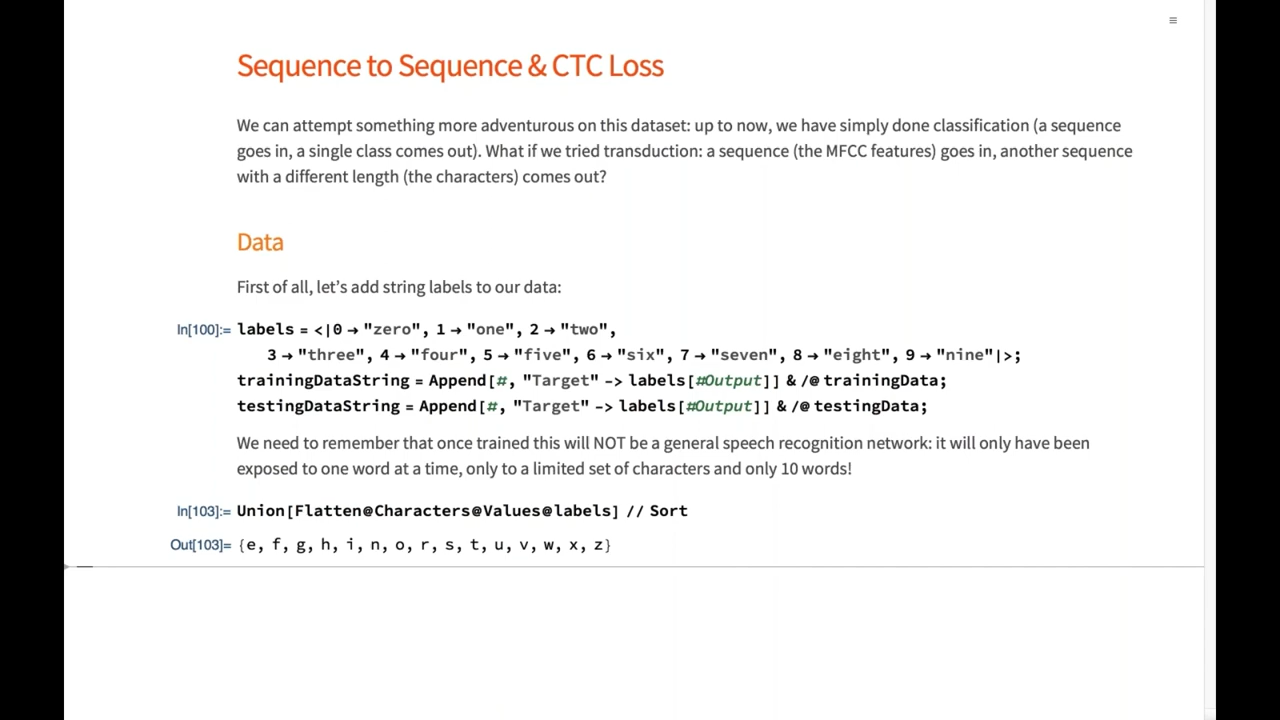 ≡
Sequence to Sequence & CTC Loss
We can attempt something more adventurous on this dataset: up to now, we have simply done classification (a sequence
goes in, a single class comes out). What if we tried transduction: a sequence (the MFCC features) goes in, another sequence
with a different length (the characters) comes out?
Data
First of all, let's add string labels to our data:
In[100]:= labels = <|0 → "zero", 1 → "one", 2 → "two",
3 → "three", 4 → "four", 5 → "five", 6 → "six", 7 → "seven", 8 → "eight", 9 → "nine"|>;
trainingDataString = Append[#, "Target" -> labels[#Output]] & /@ trainingData;
testingDataString = Append[#, "Target" -> labels[#Output]] & /@ testingData;
We need to remember that once trained this will NOT be a general speech recognition network: it will only have been
exposed to one word at a time, only to a limited set of characters and only 10 words!
In[103]:= Union[Flatten@Characters@Values@labels] // Sort
Out[103]= {e, f, g, h, i, n, o, r, s, t, u, v, w, x, z}